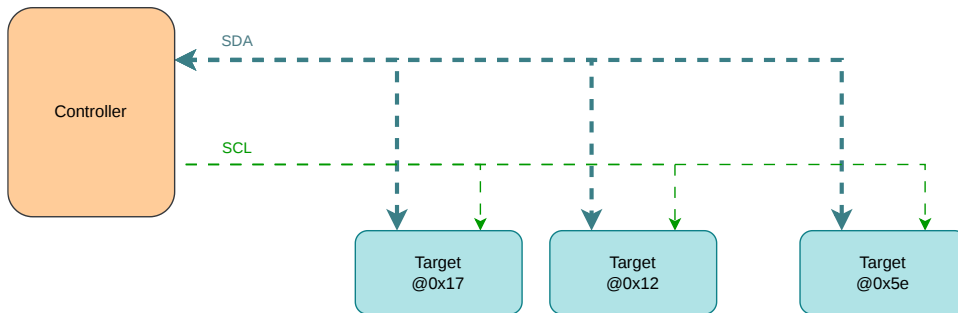 SDA
Controller
SCL
Target
@0x17
Target
@0x12
Target
@0x5e